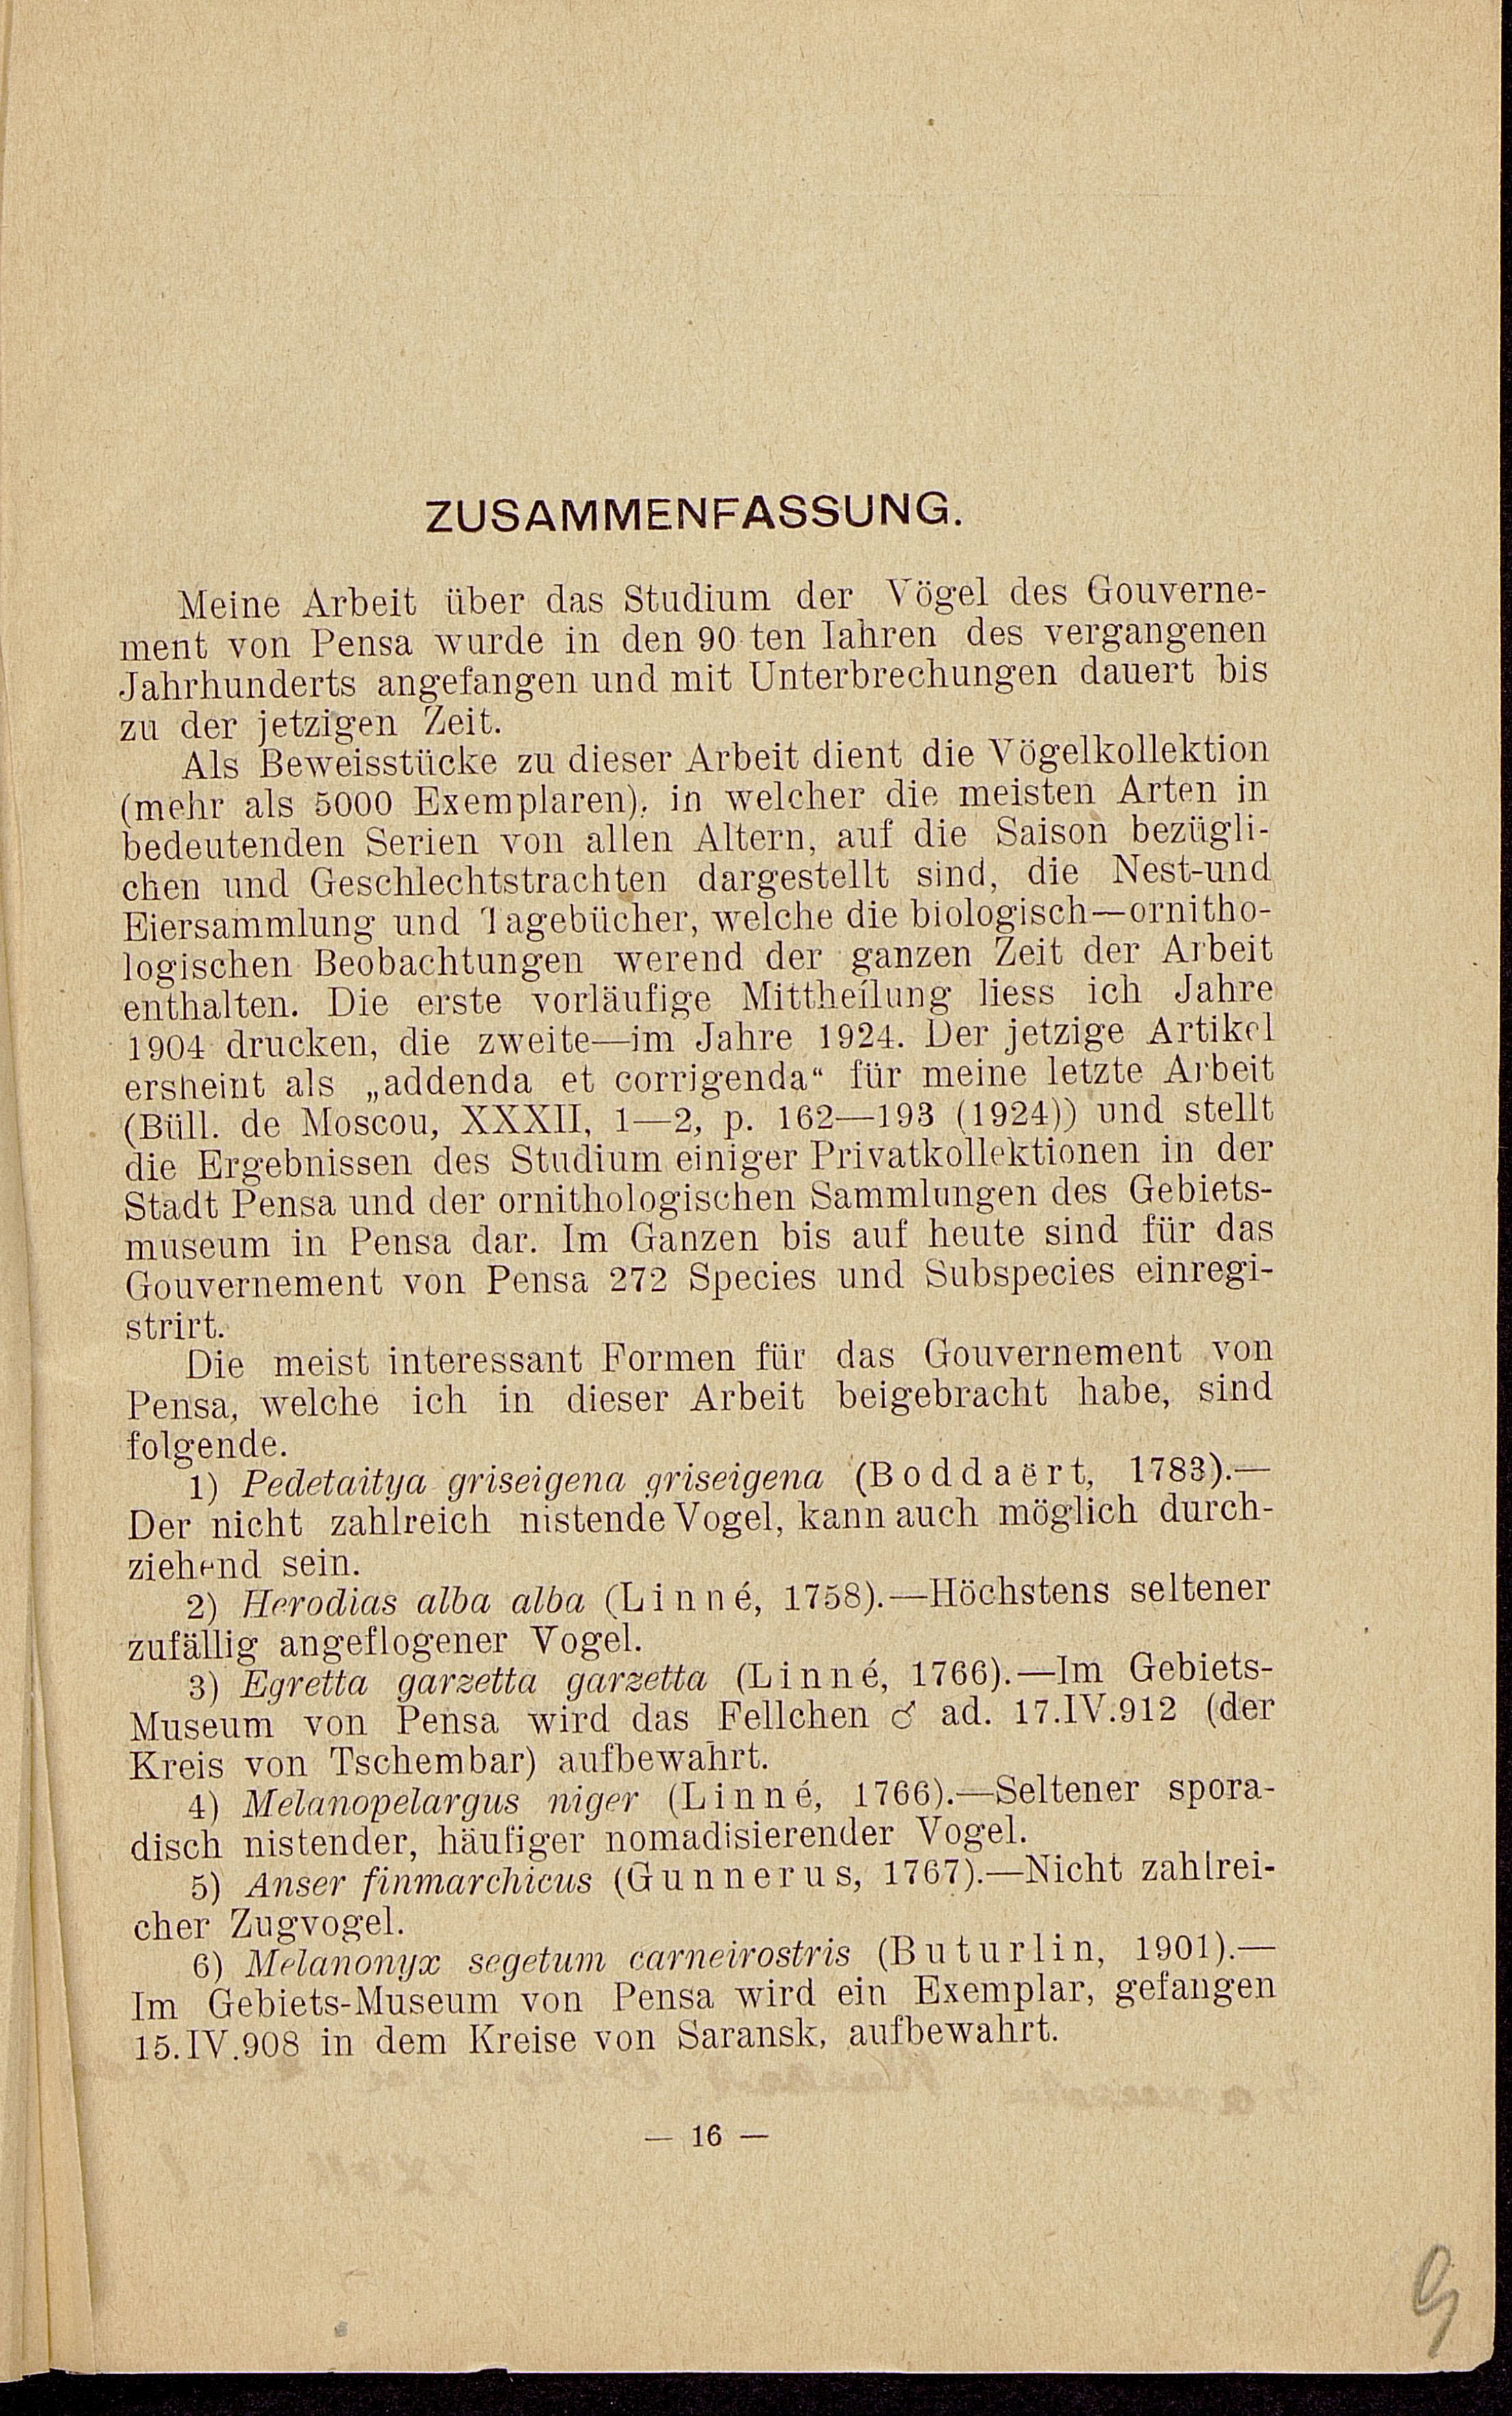 ZUSAMMENFASSUNG.
Meine Arbeit über das Studium der Vögel des Gouverne-
ment von Pensa wurde in den 90 ten Iahren des vergangenen
Jahrhunderts angefangen und mit Unterbrechungen dauert bis
zu der jetzigen Zeit.
Als Beweisstücke zu dieser Arbeit dient die Vögelkollektion
(mehr als 5000 Exemplaren), in welcher die meisten Arten in
bedeutenden Serien von allen Altern, auf die Saison bezügli-
chen und Geschlechtstrachten dargestellt sind, die Nest-und
Eiersammlung und Tagebücher, welche die biologisch—ornitho-
logischen Beobachtungen werend der ganzen Zeit der Arbeit
enthalten. Die erste vorläufige Mittheilung liess ich Jahre
1904 drucken, die zweite—im Jahre 1924. Der jetzige Artikel
ersheint als „addenda et corrigenda“ für meine letzte Arbeit
(Büll. de Moscou, XXXII, 1—2, p. 162—193 (1924)) und stellt
die Ergebnissen des Studium einiger Privatkollektionen in der
Stadt Pensa und der ornithologischen Sammlungen des Gebiets-
museum in Pensa dar. Im Ganzen bis auf heute sind für das
Gouvernement von Pensa 272 Species und Subspecies einregi-
strirt.
Die meist interessant Formen für das Gouvernement von
Pensa, welche ich in dieser Arbeit beigebracht habe, sind
folgende.
1) Pedetaitya griseigena griseigena (Boddaërt, 1783).—
Der nicht zahlreich nistende Vogel, kann auch möglich durch-
ziehend sein.
2) Herodias alba alba (Linné, 1758).—Höchstens seltener
zufällig angeflogener Vogel.
3) Egretta garzetta garzetta (Linné, 1766).—Im Gebiets-
Museum von Pensa wird das Fellchen ♂ ad. 17.IV.912 (der
Kreis von Tschembar) aufbewahrt.
4) Melanopelargus niger (Linné, 1766).—Seltener spora-
disch nistender, häufiger nomadisierender Vogel.
5) Anser finmarchicus (Gunnerus, 1767).—Nicht zahlrei-
cher Zugvogel.
6) Melanonyx segetum carneirostris (Buturlin, 1901).—
Im Gebiets-Museum von Pensa wird ein Exemplar, gefangen
15.IV.908 in dem Kreise von Saransk, aufbewahrt.
— 16 —